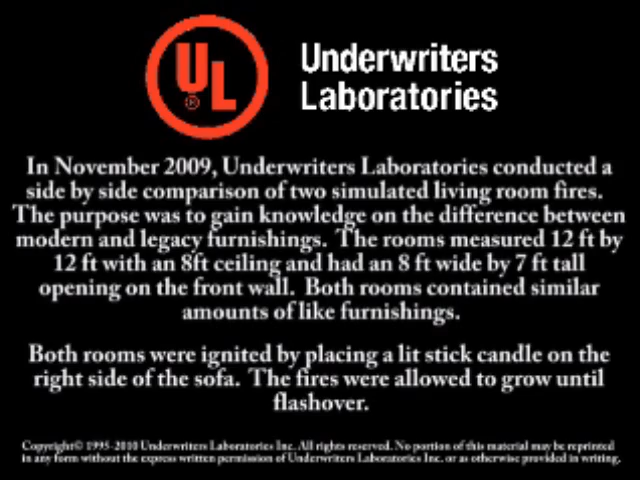 UL
®
Underwriters
Laboratories
In November 2009, Underwriters Laboratories conducted a
side by side comparison of two simulated living room fires.
The purpose was to gain knowledge on the difference between
modern and legacy furnishings. The rooms measured 12 ft by
12 ft with an 8ft ceiling and had an 8 ft wide by 7 ft tall
opening on the front wall. Both rooms contained similar
amounts of like furnishings.
Both rooms were ignited by placing a lit stick candle on the
right side of the sofa. The fires were allowed to grow until
flashover.
Copyright© 1995-2010 Underwriters Laboratories Inc. All rights reserved. No portion of this material may be reprinted
in any form without the express written permission of Underwriters Laboratories Inc. or as otherwise provided in writing.